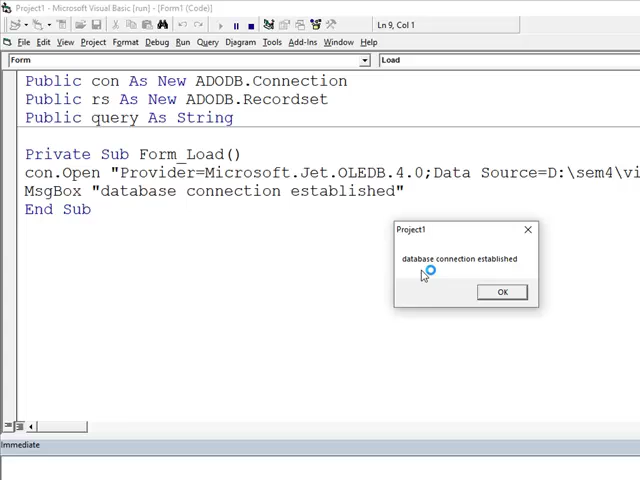 Project1 - Microsoft Visual Basic [run] - [Form1 (Code)]
Ln 9, Col 1
File Edit View Project Format Debug Run Query Diagram Tools Add-Ins Window Help
Form Load
Public con As New ADODB.Connection
Public rs As New ADODB.Recordset
Public query As String
Private Sub Form_Load()
con.Open "Provider=Microsoft.Jet.OLEDB.4.0;Data Source=D:\sem4\vi
MsgBox "database connection established"
End Sub
Project1
database connection established
OK
Immediate